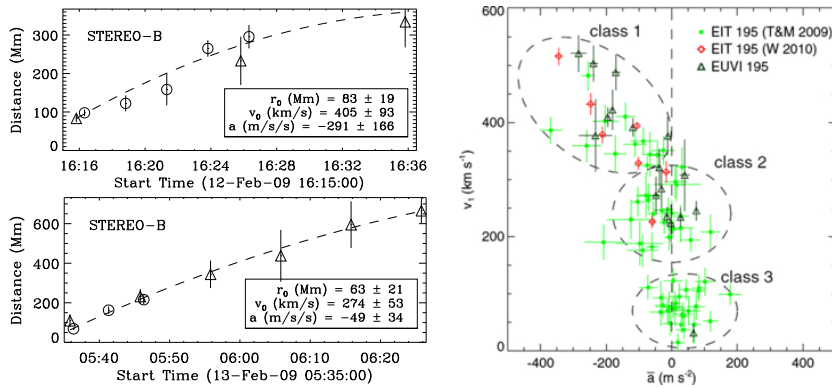 STEREO-B
Distance (Mm)
300
200
100
0
r₀ (Mm) = 83 ± 19
v₀ (km/s) = 405 ± 93
a (m/s/s) = -291 ± 166
16:16 16:20 16:24 16:28 16:32 16:36
Start Time (12-Feb-09 16:15:00)
STEREO-B
Distance (Mm)
600
400
200
0
r₀ (Mm) = 63 ± 21
v₀ (km/s) = 274 ± 53
a (m/s/s) = -49 ± 34
05:40 05:50 06:00 06:10 06:20
Start Time (13-Feb-09 05:35:00)
600
400
200
0
v₁ (km s⁻¹)
class 1
EIT 195 (T&M 2009)
EIT 195 (W 2010)
EUVI 195
class 2
class 3
-400 -200 0 200 400
a̅ (m s⁻²)